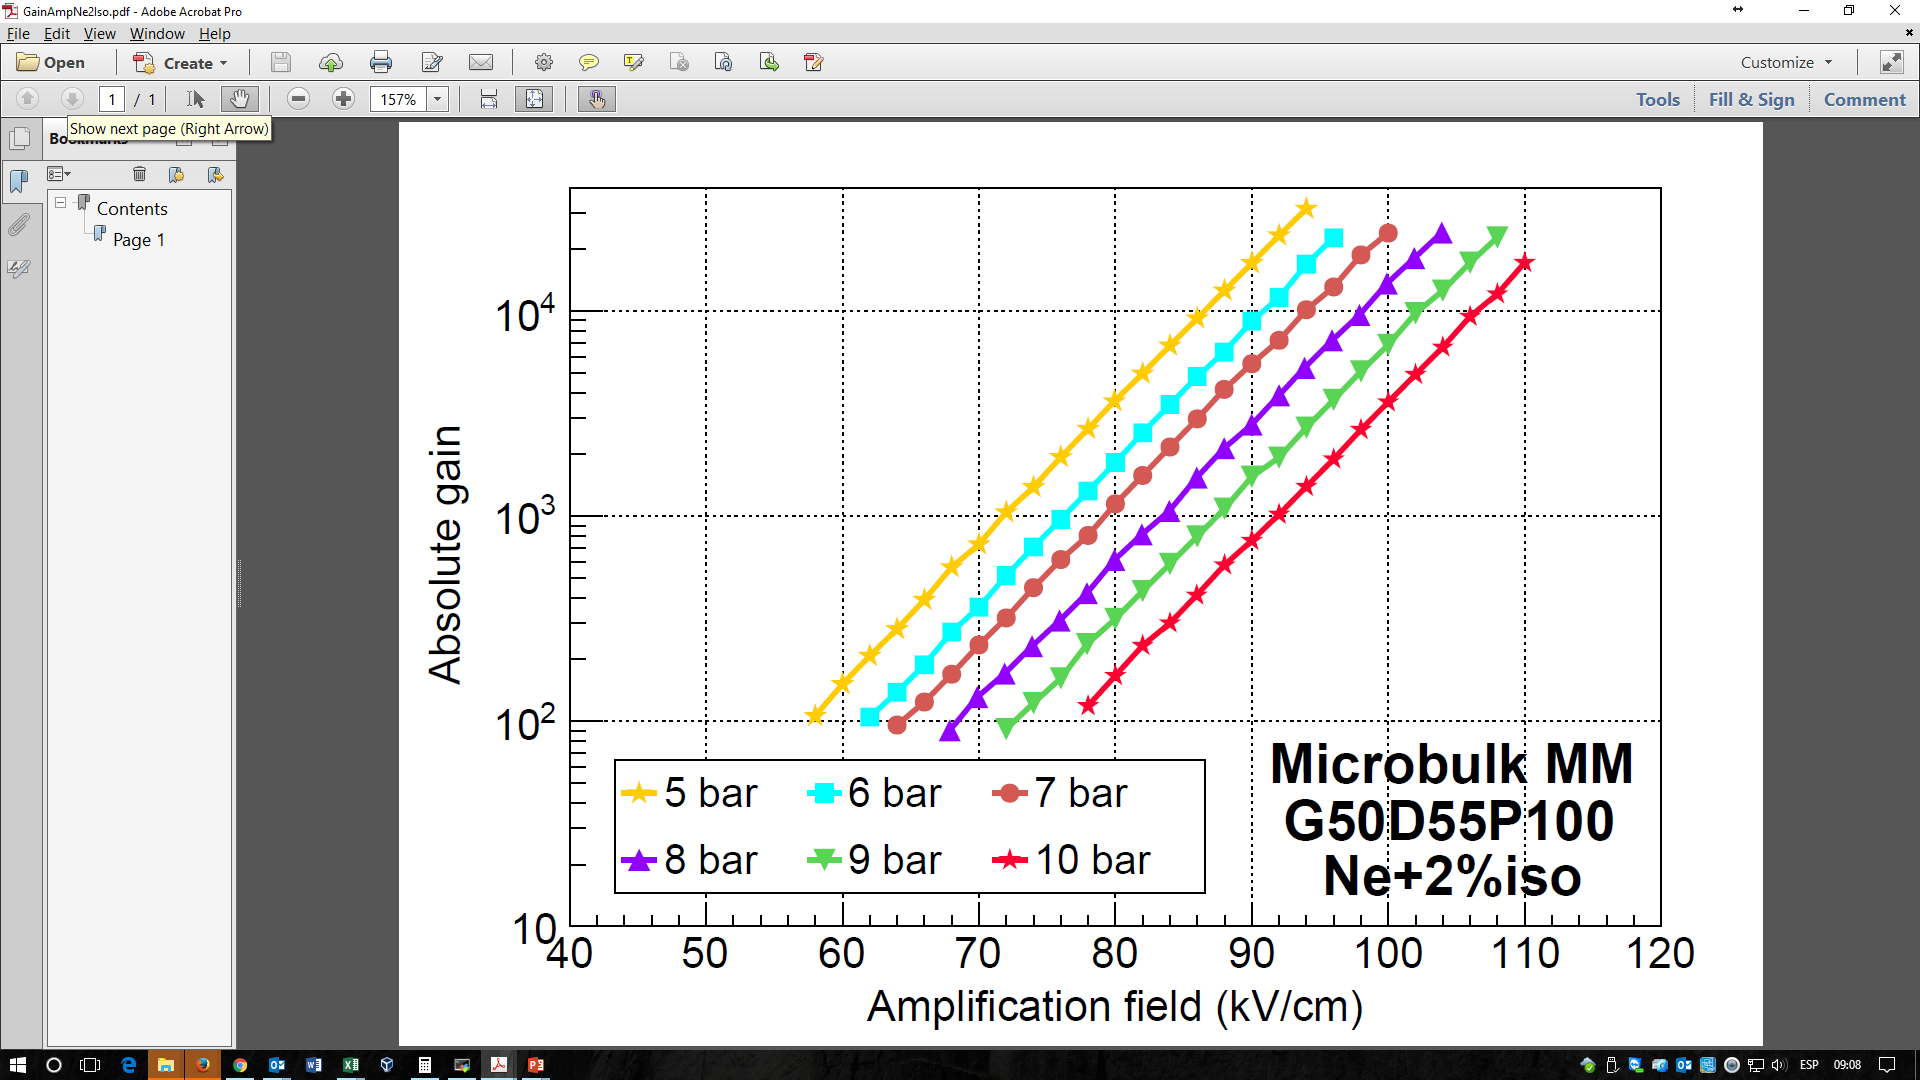 GainAmpNe2Iso.pdf - Adobe Acrobat Pro
File Edit View Window Help
Open Create Customize
1 / 1 157% Tools Fill & Sign Comment
Show next page (Right Arrow)
Contents
Page 1
10^4
10^3
10^2
10
Absolute gain
5 bar 6 bar 7 bar
8 bar 9 bar 10 bar
Microbulk MM
G50D55P100
Ne+2%iso
40 50 60 70 80 90 100 110 120
Amplification field (kV/cm)
ESP 09:08